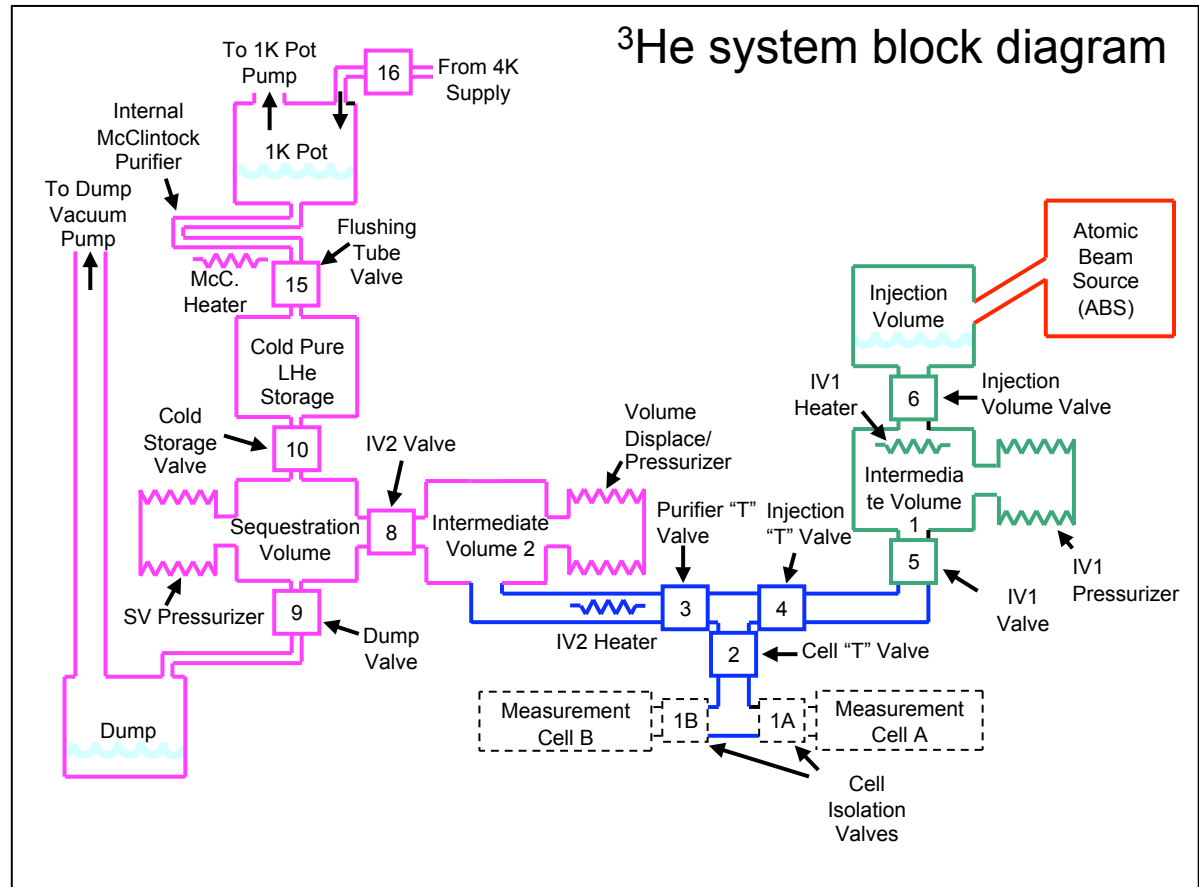 ³He system block diagram
To 1K Pot
Pump
16
From 4K
Supply
Internal
McClintock
Purifier
1K Pot
To Dump
Vacuum
Pump
Flushing
Tube
Valve
McC.
Heater
15
Cold Pure
LHe
Storage
Cold
Storage
Valve
10
IV2 Valve
Volume
Displace/
Pressurizer
Sequestration
Volume
8
Intermediate
Volume 2
SV Pressurizer
9
Dump
Valve
Dump
IV2 Heater
Purifier "T"
Valve
Injection
"T" Valve
3
4
2
Cell "T" Valve
Measurement
Cell B
1B
1A
Measurement
Cell A
Cell
Isolation
Valves
Atomic
Beam
Source
(ABS)
Injection
Volume
IV1
Heater
6
Injection
Volume Valve
Intermedia
te Volume
1
5
IV1
Valve
IV1
Pressurizer